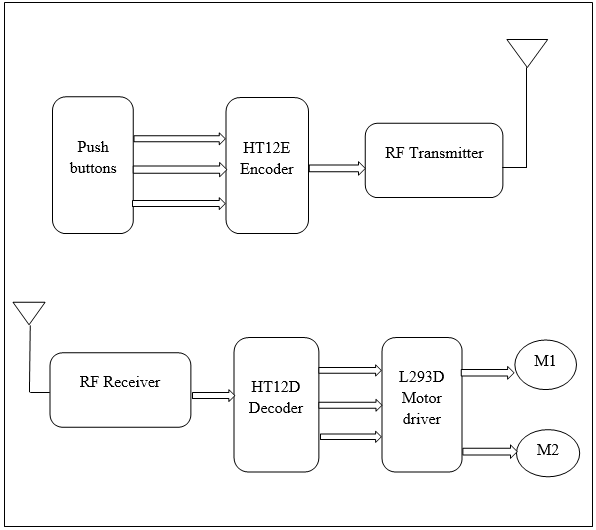 Push
buttons
HT12E
Encoder
RF Transmitter
RF Receiver
HT12D
Decoder
L293D
Motor
driver
M1
M2